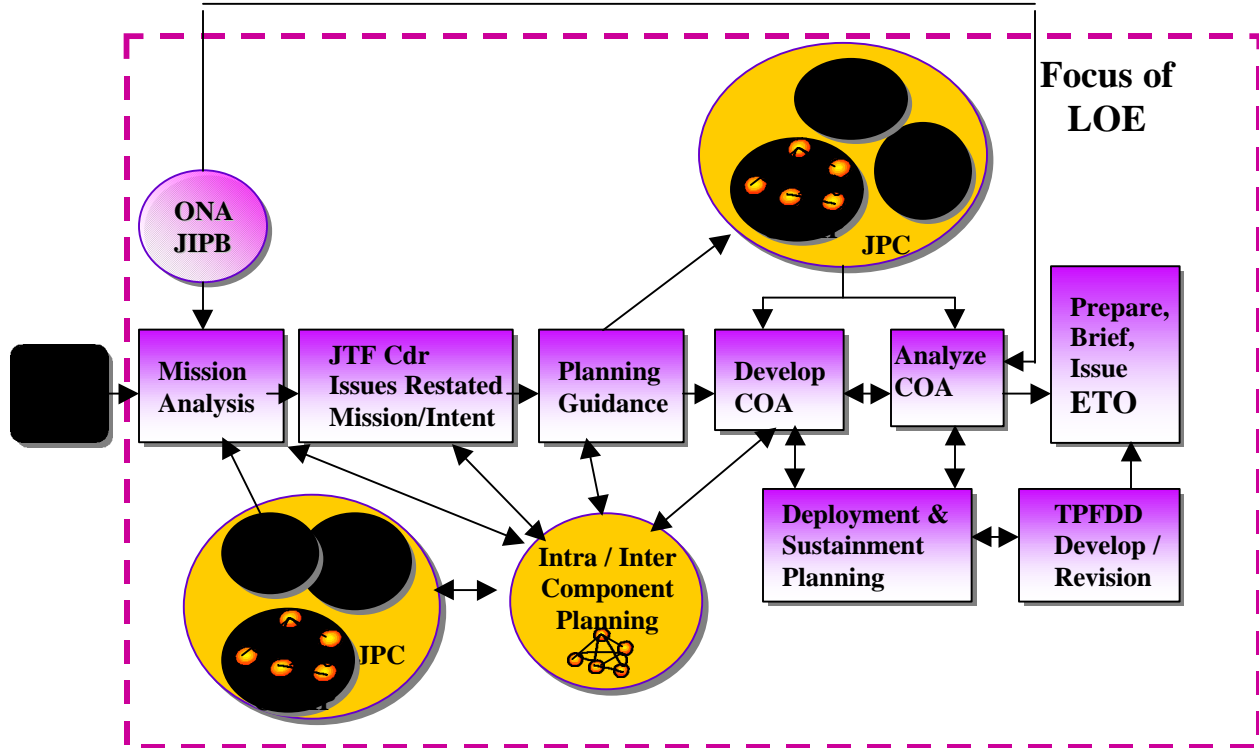 Focus of
LOE
ONA
JIPB
JPC
Mission
Analysis
JTF Cdr
Issues Restated
Mission/Intent
Planning
Guidance
Develop
COA
Analyze
COA
Prepare,
Brief,
Issue
ETO
Deployment &
Sustainment
Planning
TPFDD
Develop /
Revision
Intra / Inter
Component
Planning
JPC